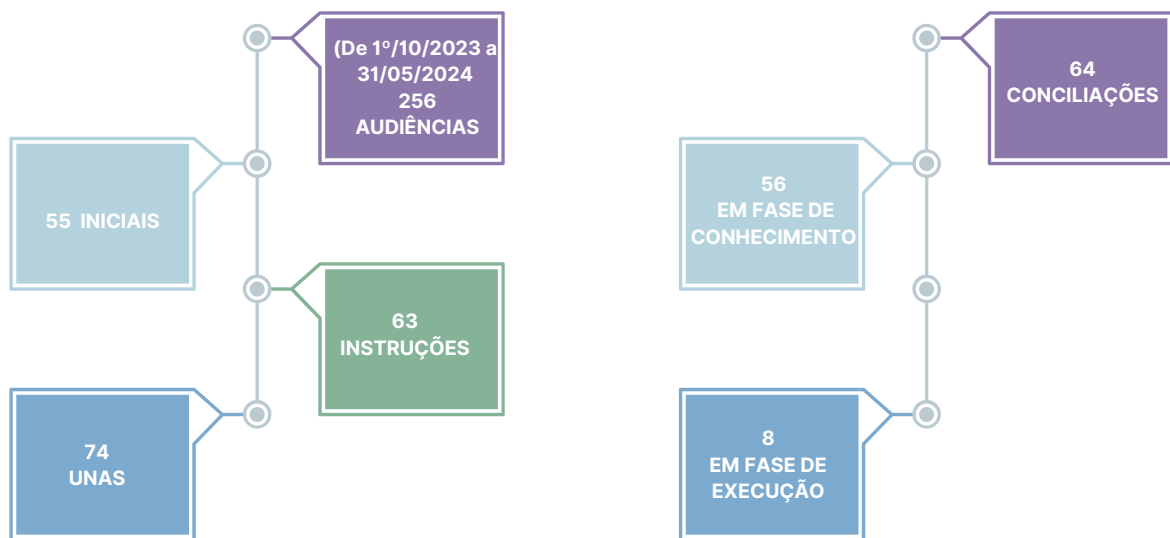 (De 1º/10/2023 a
31/05/2024
256
AUDIÊNCIAS
55 INICIAIS
63
INSTRUÇÕES
74
UNAS
64
CONCILIAÇÕES
56
EM FASE DE
CONHECIMENTO
8
EM FASE DE
EXECUÇÃO